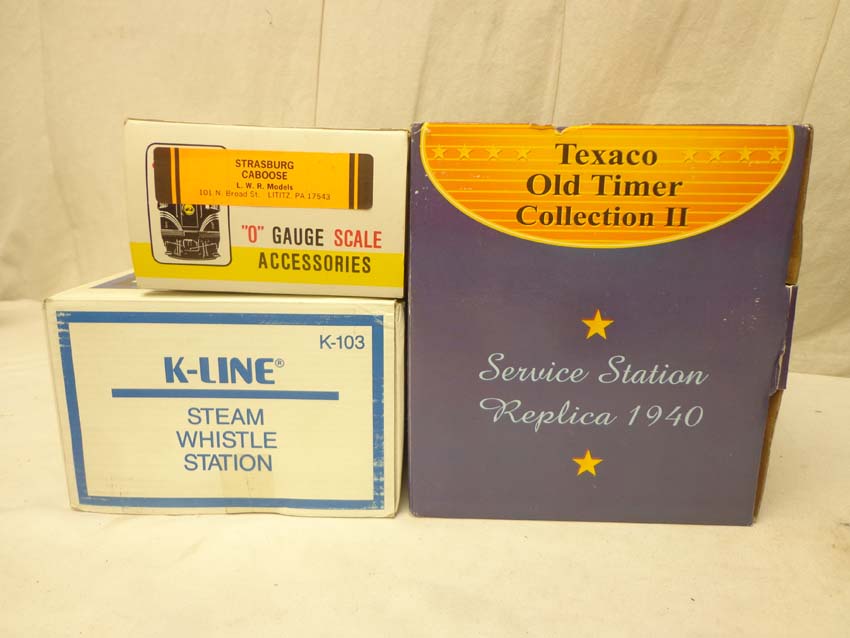 STRASBURG
CABOOSE
L. W. R. Models
101 N. Broad St. LITITZ, PA.17543
"O" GAUGE SCALE
ACCESSORIES
K-103
K-LINE®
STEAM
WHISTLE
STATION
Texaco
Old Timer
Collection II
Service Station
Replica 1940